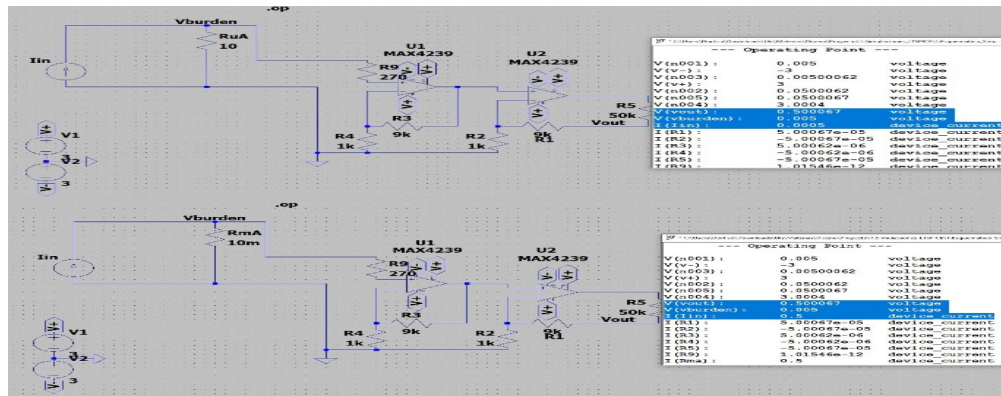 .op
Vburden
RuA
10
U1
MAX4239
U2
MAX4239
Iin
R9
270
R3
9k
R4
1k
R2
1k
9k
R1
R5
50k
Vout
V1
3
V2
3
--- Operating Point ---
V(n001): 0.005 voltage
V(v-): -3 voltage
V(n003): 0.00500062 voltage
V(v+): 3 voltage
V(n002): 0.0500062 voltage
V(n005): 0.0500067 voltage
V(n004): 3.0004 voltage
V(vout): 0.500067 voltage
V(vburden): 0.005 voltage
I(Iin): 0.0005 device_current
I(R1): 5.00067e-05 device_current
I(R2): -5.00067e-05 device_current
I(R3): 5.00062e-06 device_current
I(R4): -5.00062e-06 device_current
I(R5): -5.00067e-05 device_current
I(R9): 1.01546e-12 device_current
.op
Vburden
RmA
10m
U1
MAX4239
U2
MAX4239
Iin
R9
270
R3
9k
R4
1k
R2
1k
9k
R1
R5
50k
Vout
V1
3
V2
3
--- Operating Point ---
V(n001): 0.005 voltage
V(v-): -3 voltage
V(n003): 0.00500062 voltage
V(v+): 3 voltage
V(n002): 0.0500062 voltage
V(n005): 0.0500067 voltage
V(n004): 3.0004 voltage
V(vout): 0.500067 voltage
V(vburden): 0.005 voltage
I(Iin): 0.5 device_current
I(R1): 5.00067e-05 device_current
I(R2): -5.00067e-05 device_current
I(R3): 5.00062e-06 device_current
I(R4): -5.00062e-06 device_current
I(R5): -5.00067e-05 device_current
I(R9): 1.01546e-12 device_current
I(Rma): 0.5 device_current